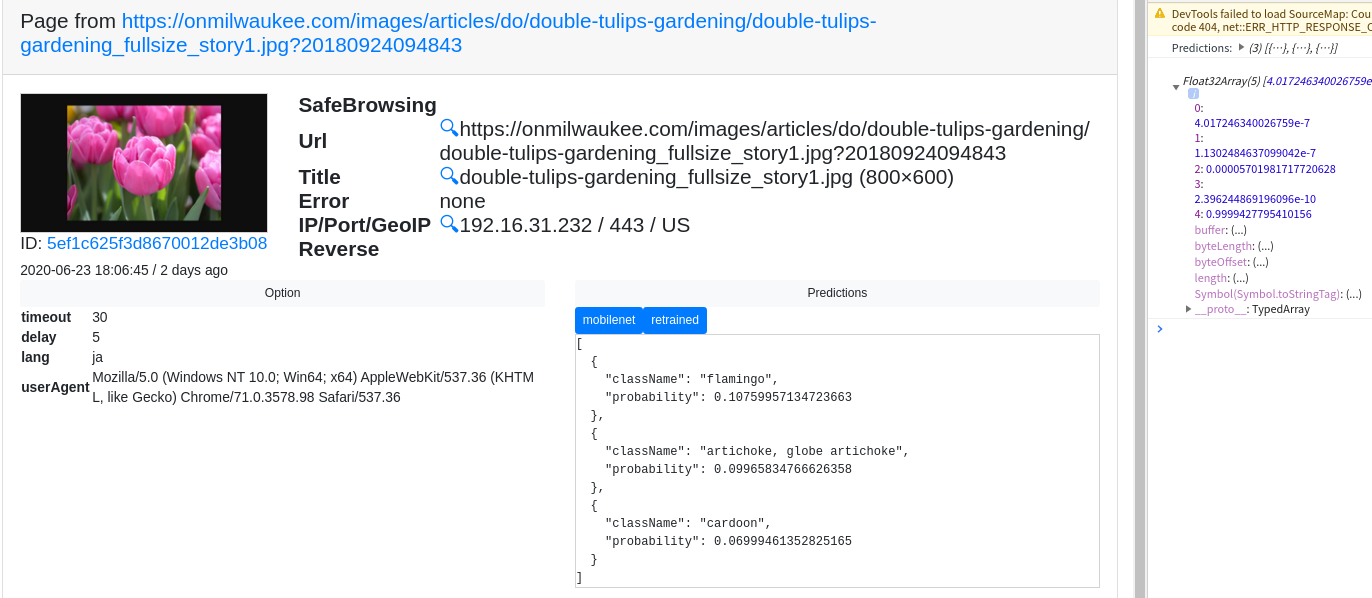 Page from https://onmilwaukee.com/images/articles/do/double-tulips-gardening/double-tulips-
gardening_fullsize_story1.jpg?20180924094843
SafeBrowsing
Url 🔍https://onmilwaukee.com/images/articles/do/double-tulips-gardening/
double-tulips-gardening_fullsize_story1.jpg?20180924094843
Title 🔍double-tulips-gardening_fullsize_story1.jpg (800×600)
Error none
IP/Port/GeoIP 🔍192.16.31.232 / 443 / US
Reverse
ID: 5ef1c625f3d8670012de3b08
2020-06-23 18:06:45 / 2 days ago
Option
timeout 30
delay 5
lang ja
userAgent Mozilla/5.0 (Windows NT 10.0; Win64; x64) AppleWebKit/537.36 (KHTM
L, like Gecko) Chrome/71.0.3578.98 Safari/537.36
Predictions
mobilenet retrained
[
{
"className": "flamingo",
"probability": 0.10759957134723663
},
{
"className": "artichoke, globe artichoke",
"probability": 0.09965834766626358
},
{
"className": "cardoon",
"probability": 0.06999461352825165
}
]
DevTools failed to load SourceMap: Cou
code 404, net::ERR_HTTP_RESPONSE_C
Predictions: (3) [{…}, {…}, {…}]
Float32Array(5) [4.017246340026759e
i
0:
4.017246340026759e-7
1:
1.1302484637099042e-7
2: 0.00005701981717720628
3:
2.396244869196096e-10
4: 0.9999427795410156
buffer: (...)
byteLength: (...)
byteOffset: (...)
length: (...)
Symbol(Symbol.toStringTag): (...)
__proto__: TypedArray